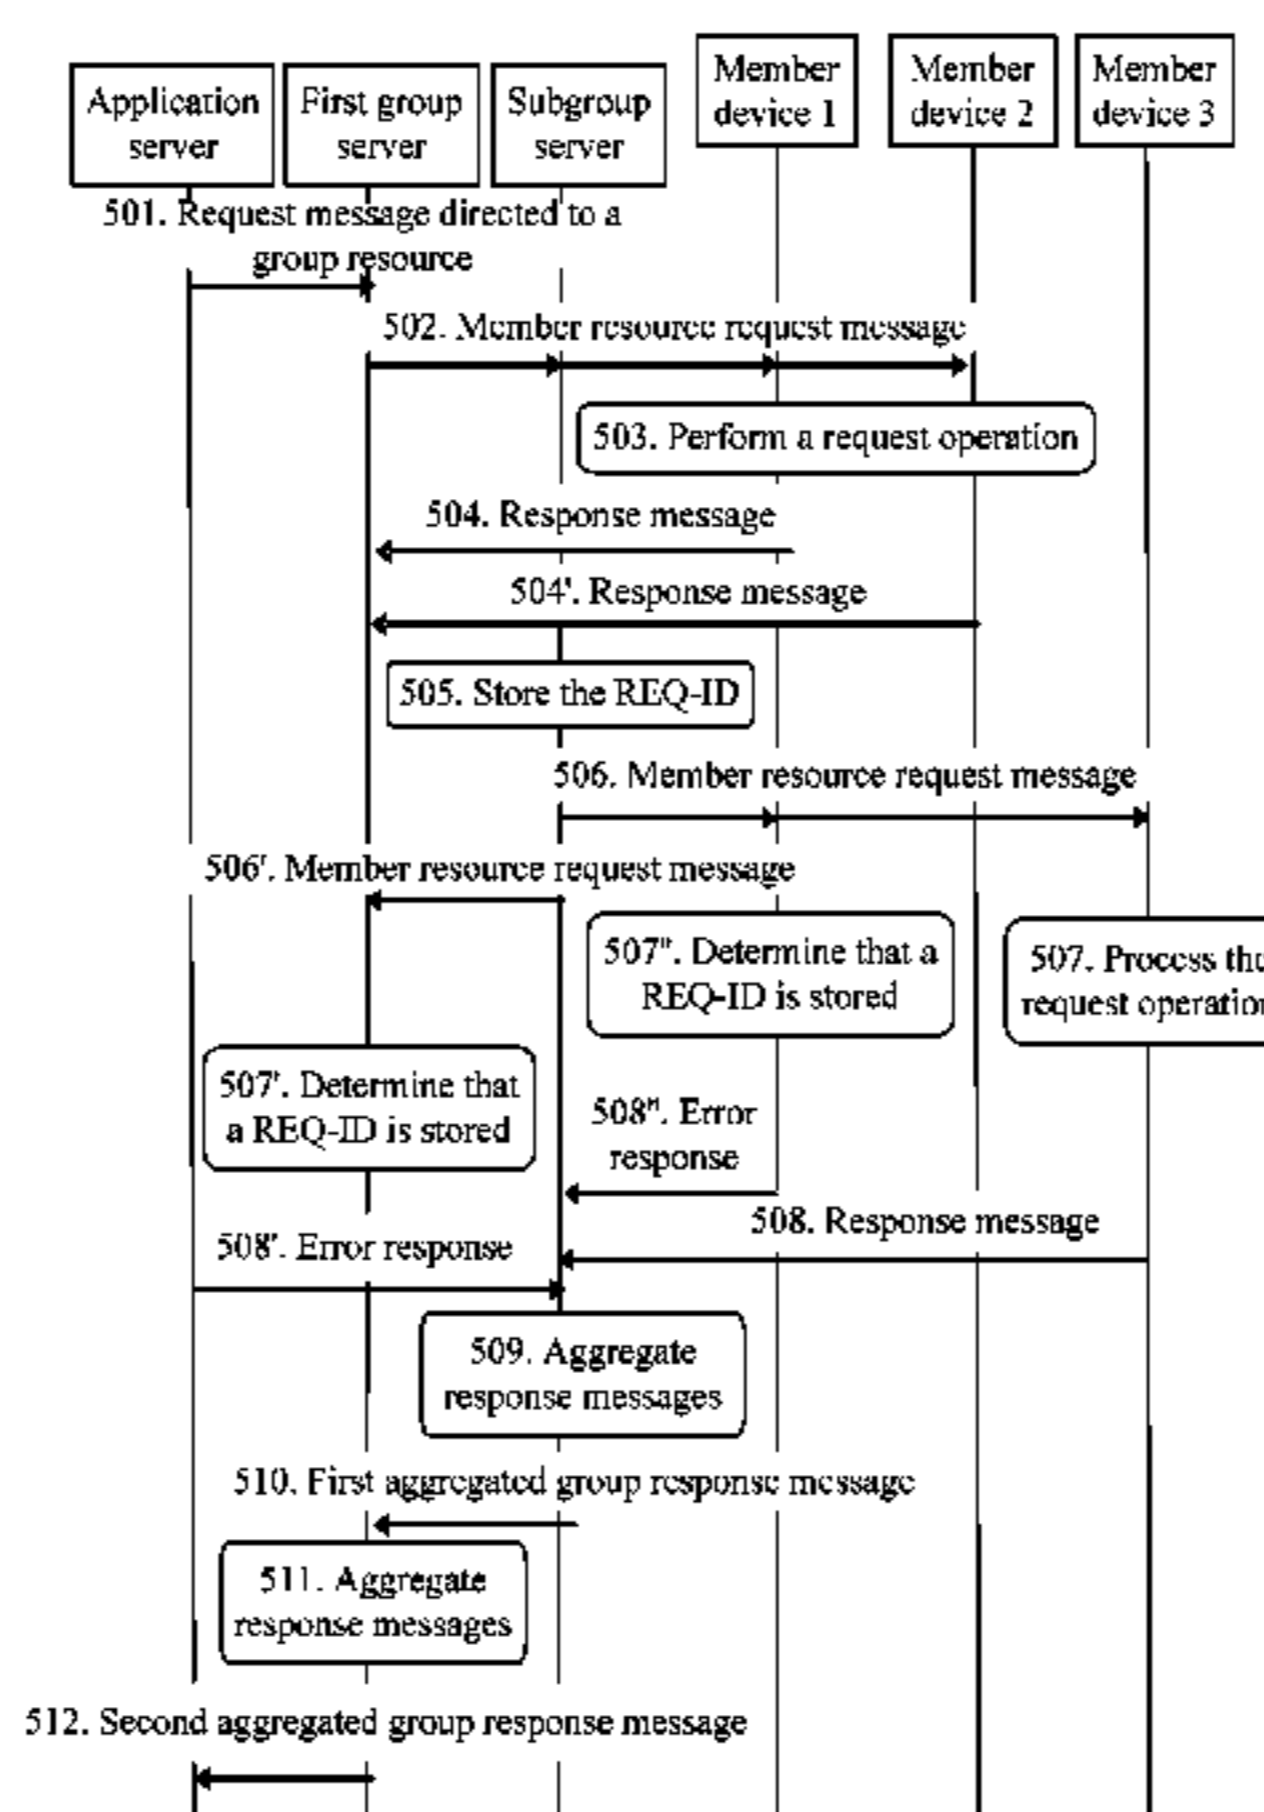 Application
server
First group
server
Subgroup
server
Member
device 1
Member
device 2
Member
device 3
501. Request message directed to a
group resource
502. Member resource request message
503. Perform a request operation
504. Response message
504'. Response message
505. Store the REQ-ID
506. Member resource request message
506'. Member resource request message
507". Determine that a
REQ-ID is stored
507. Process the
request operation
507'. Determine that
a REQ-ID is stored
508". Error
response
508. Response message
508'. Error response
509. Aggregate
response messages
510. First aggregated group response message
511. Aggregate
response messages
512. Second aggregated group response message